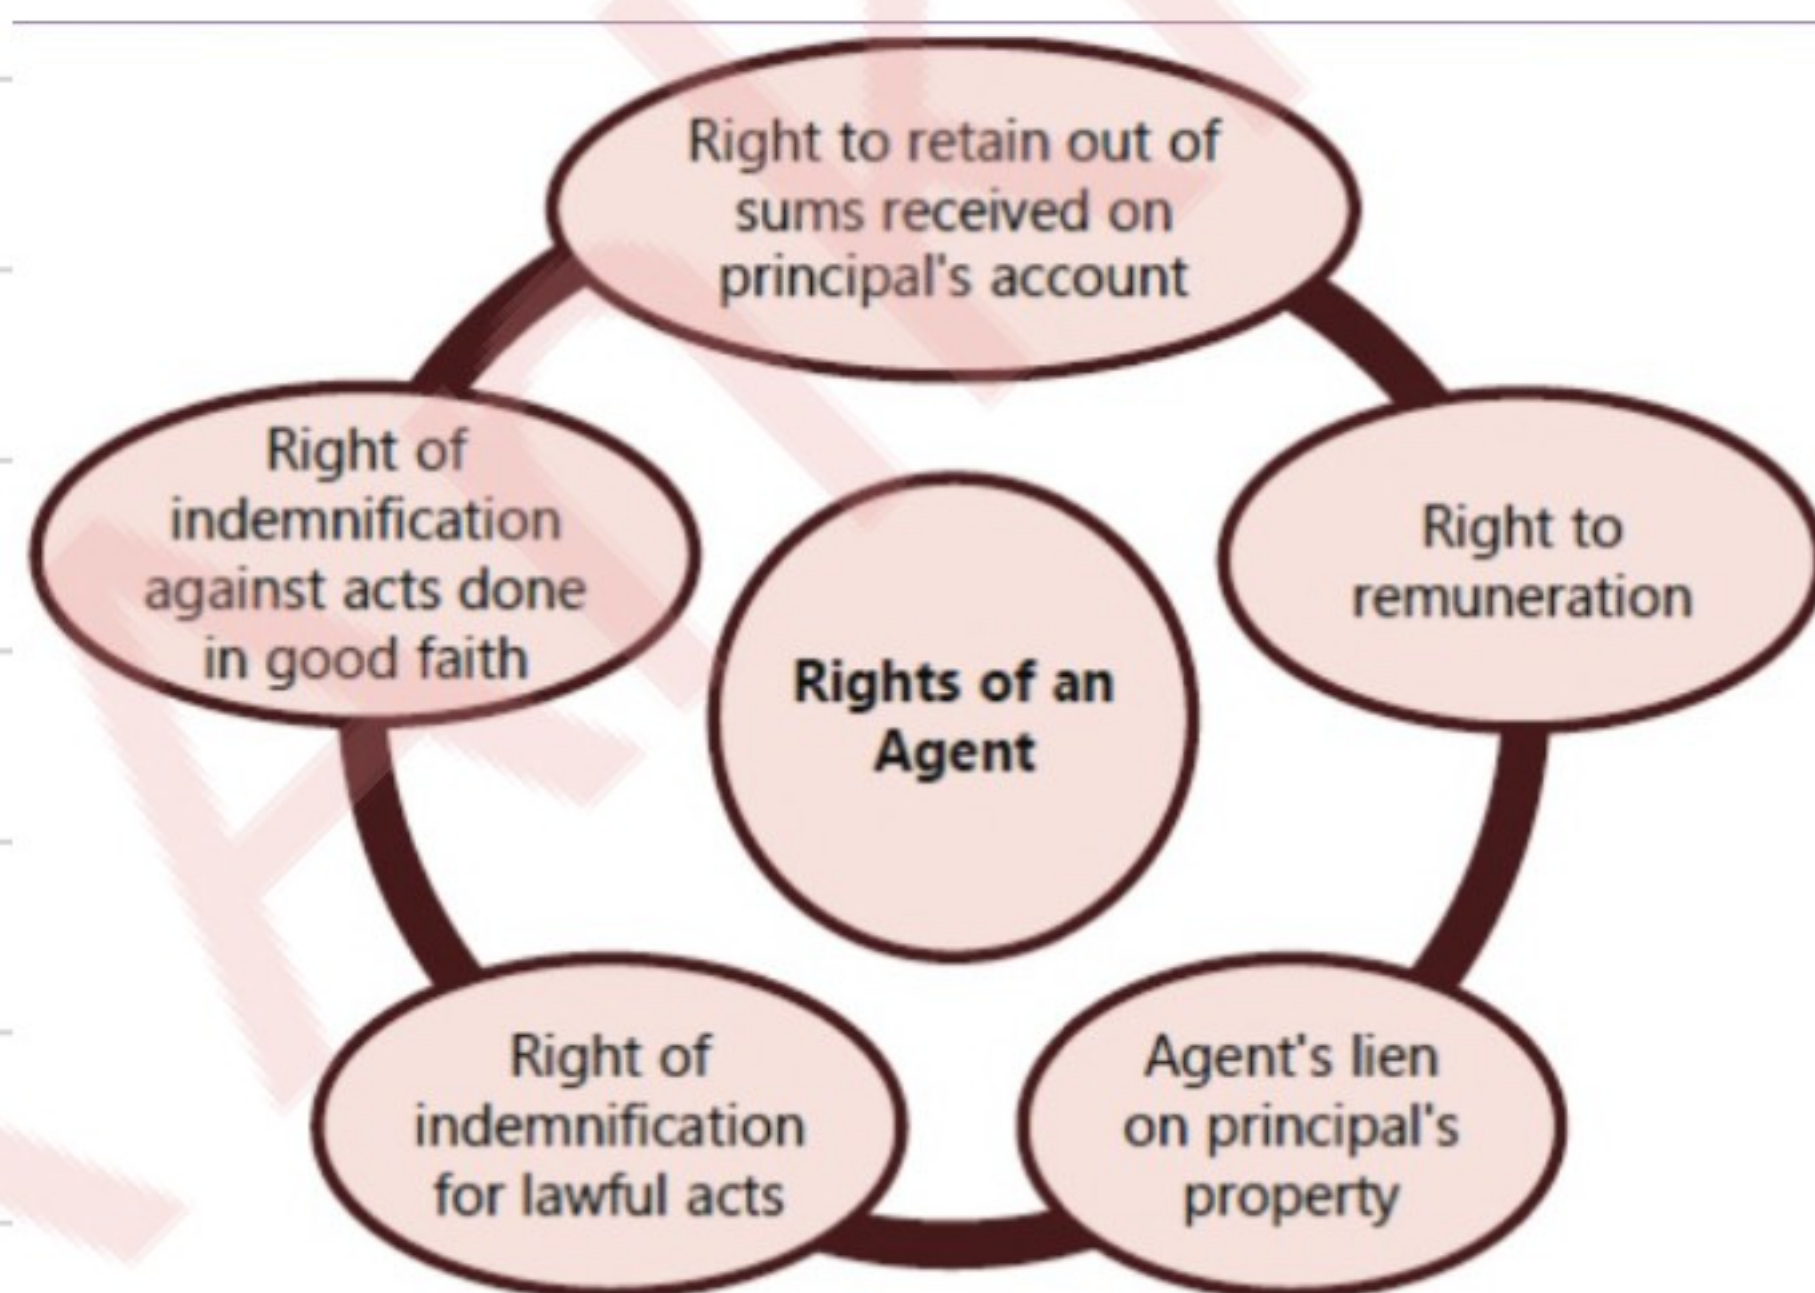 Right to retain out of
sums received on
principal's account
Right to
remuneration
Agent's lien
on principal's
property
Right of
indemnification
for lawful acts
Right of
indemnification
against acts done
in good faith
Rights of an
Agent